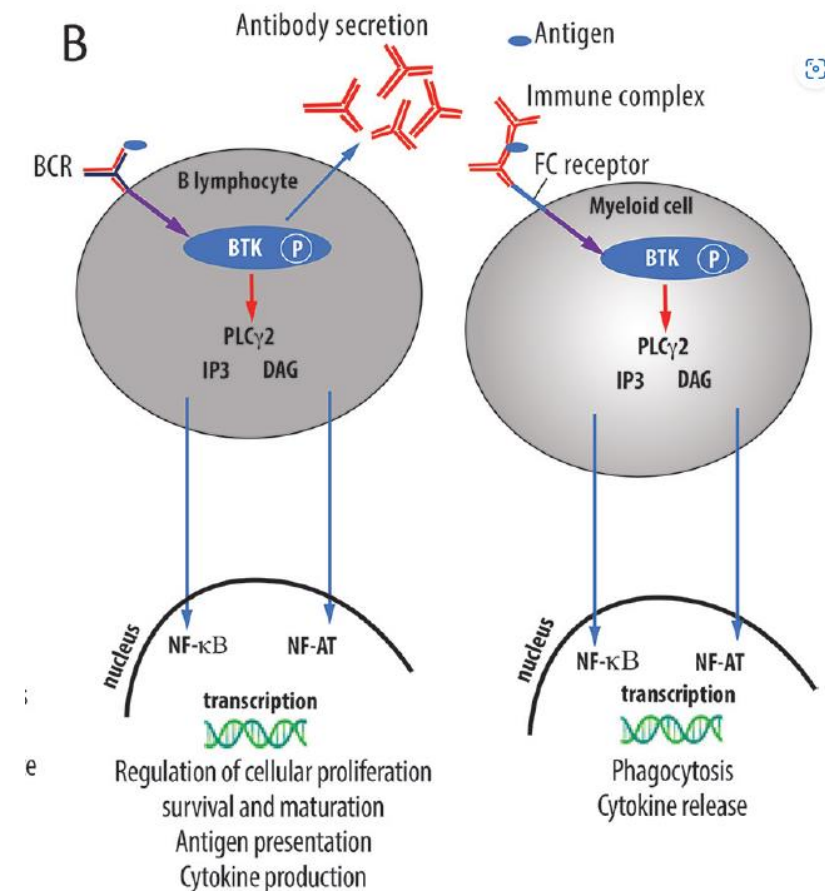 B
Antibody secretion
Antigen
Immune complex
BCR
FC receptor
B lymphocyte
Myeloid cell
BTK P
BTK P
PLCγ2
IP3 DAG
PLCγ2
IP3 DAG
nucleus
NF-κB NF-AT
transcription
nucleus
NF-κB NF-AT
transcription
s
e
Regulation of cellular proliferation
survival and maturation
Antigen presentation
Cytokine production
Phagocytosis
Cytokine release